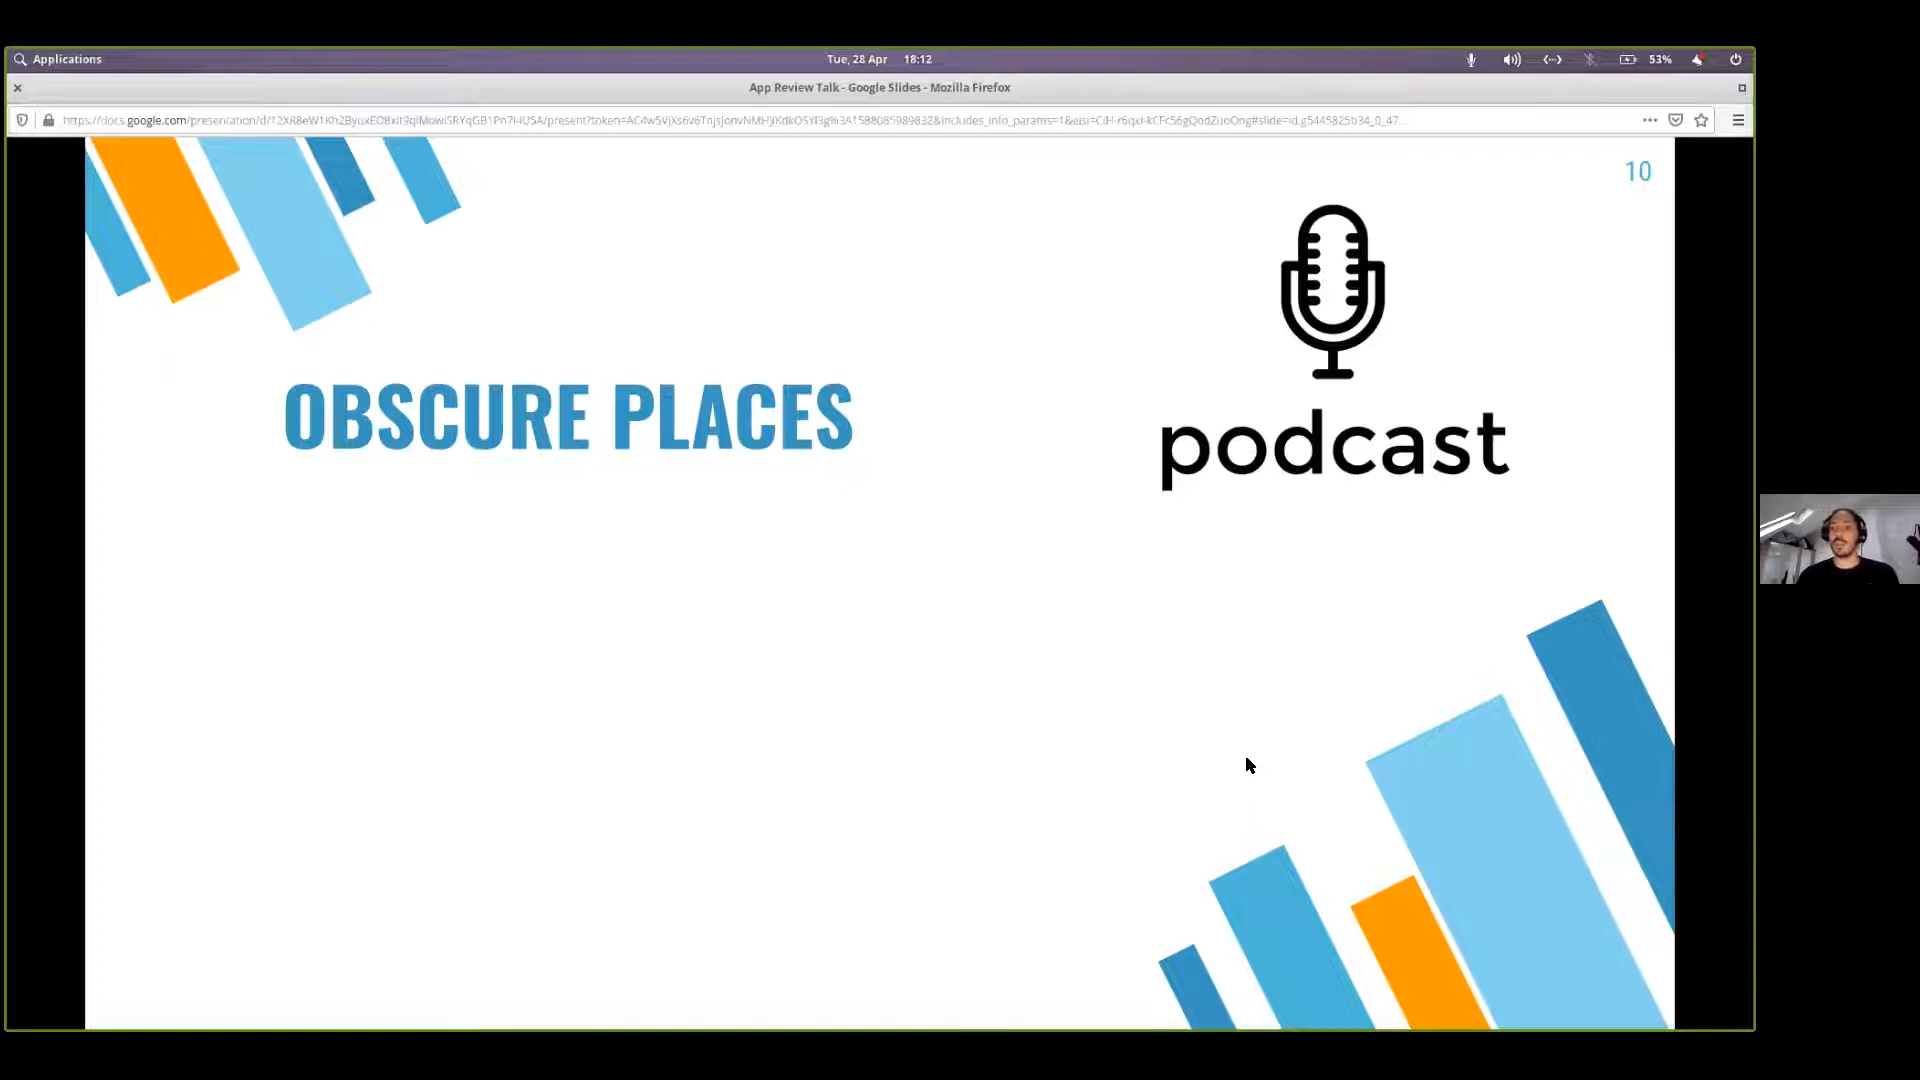 Applications
Tue, 28 Apr 18:12
53%
App Review Talk - Google Slides - Mozilla Firefox
10
OBSCURE PLACES
podcast